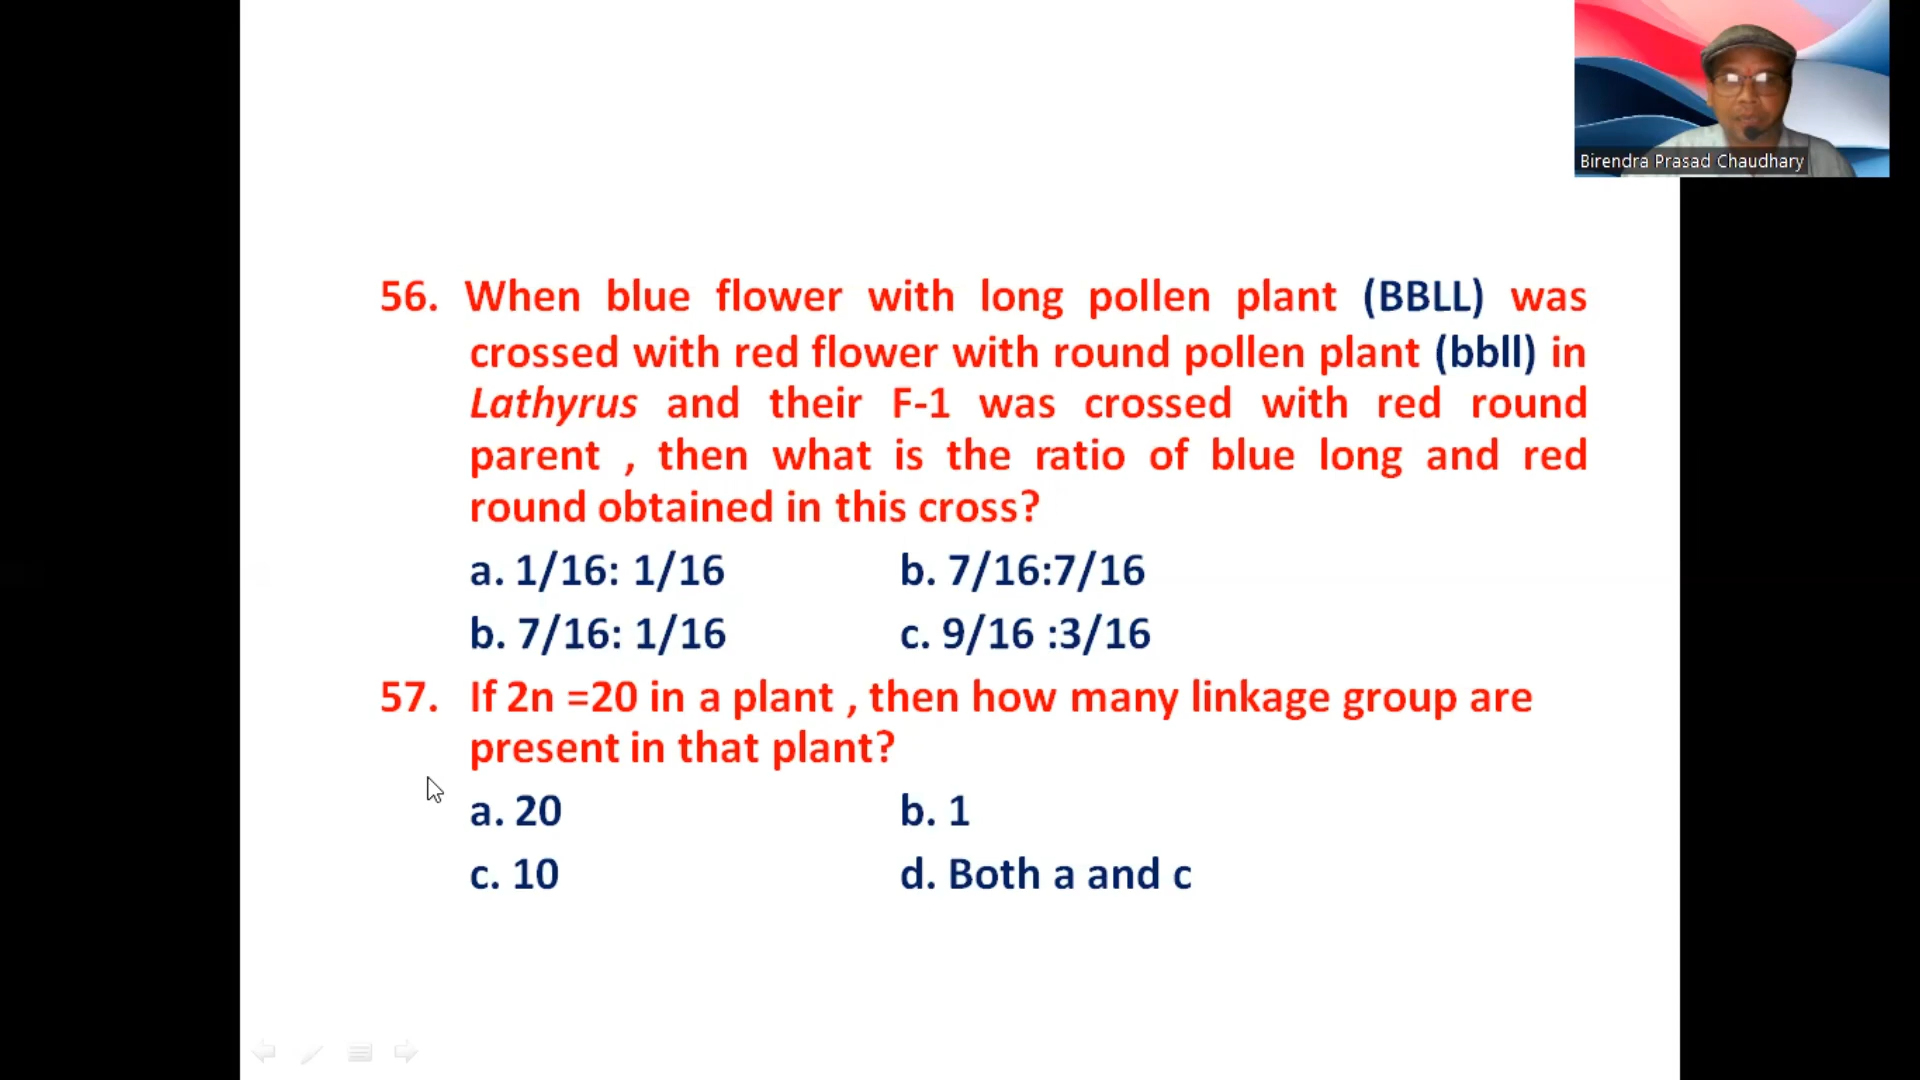 Birendra Prasad Chaudhary
56. When blue flower with long pollen plant (BBLL) was
crossed with red flower with round pollen plant (bbll) in
Lathyrus and their F-1 was crossed with red round
parent , then what is the ratio of blue long and red
round obtained in this cross?
a. 1/16: 1/16 b. 7/16:7/16
b. 7/16: 1/16 c. 9/16 :3/16
57. If 2n =20 in a plant , then how many linkage group are
present in that plant?
a. 20 b. 1
c. 10 d. Both a and c